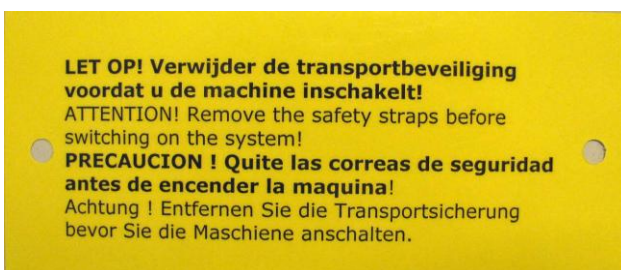 LET OP! Verwijder de transportbeveiliging
voordat u de machine inschakelt!
ATTENTION! Remove the safety straps before
switching on the system!
PRECAUCION ! Quite las correas de seguridad
antes de encender la maquina!
Achtung ! Entfernen Sie die Transportsicherung
bevor Sie die Maschiene anschalten.